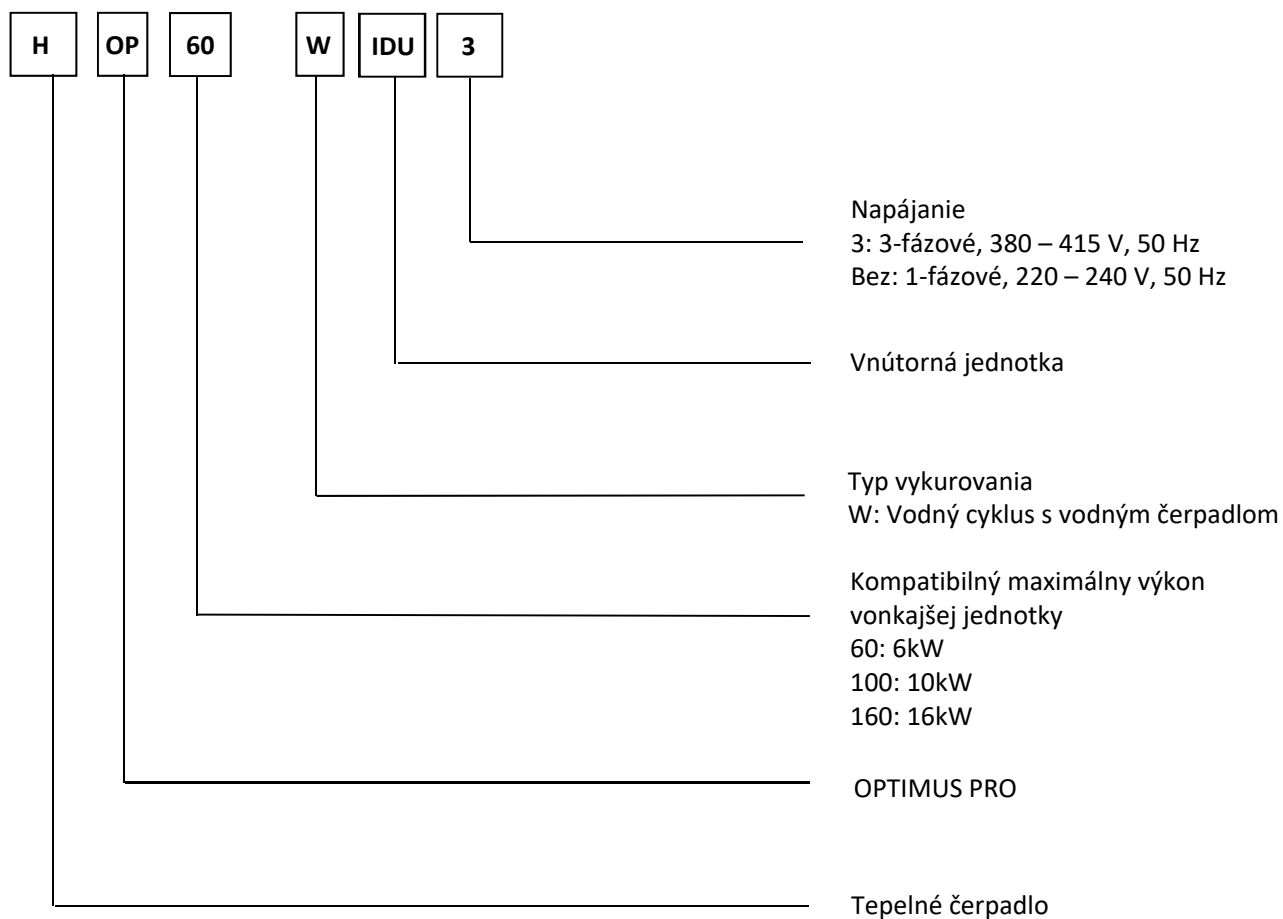 H OP 60 W IDU 3
Napájanie
3: 3-fázové, 380 – 415 V, 50 Hz
Bez: 1-fázové, 220 – 240 V, 50 Hz
Vnútorná jednotka
Typ vykurovania
W: Vodný cyklus s vodným čerpadlom
Kompatibilný maximálny výkon
vonkajšej jednotky
60: 6kW
100: 10kW
160: 16kW
OPTIMUS PRO
Tepelné čerpadlo